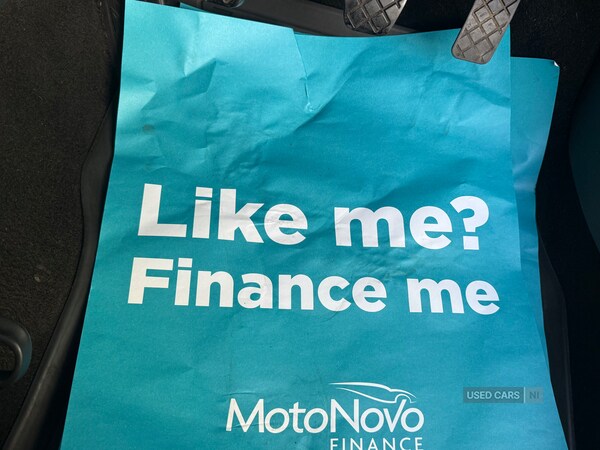 Like me?
Finance me
MotoNovo
FINANCE
USED CARS NI